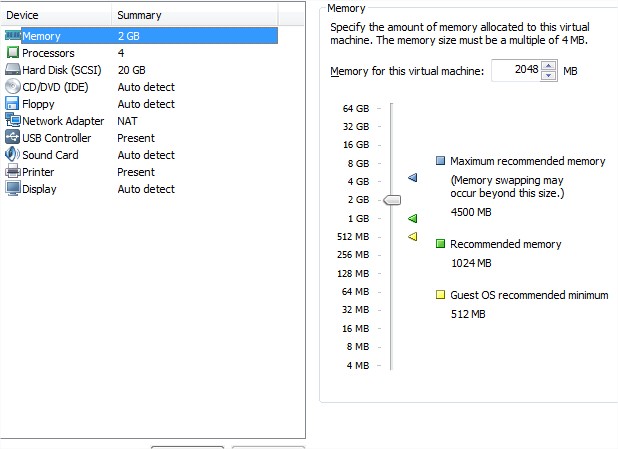 Device Summary
Memory 2 GB
Processors 4
Hard Disk (SCSI) 20 GB
CD/DVD (IDE) Auto detect
Floppy Auto detect
Network Adapter NAT
USB Controller Present
Sound Card Auto detect
Printer Present
Display Auto detect
Memory
Specify the amount of memory allocated to this virtual
machine. The memory size must be a multiple of 4 MB.
Memory for this virtual machine: 2048 MB
64 GB
32 GB
16 GB
8 GB
4 GB
2 GB
1 GB
512 MB
256 MB
128 MB
64 MB
32 MB
16 MB
8 MB
4 MB
Maximum recommended memory
(Memory swapping may
occur beyond this size.)
4500 MB
Recommended memory
1024 MB
Guest OS recommended minimum
512 MB